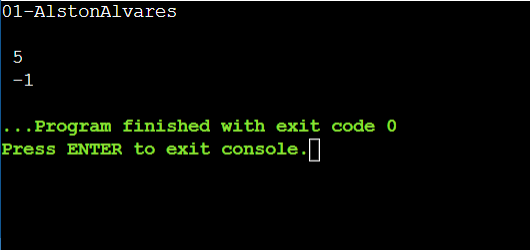 01-AlstonAlvares
5
-1
...Program finished with exit code 0
Press ENTER to exit console.